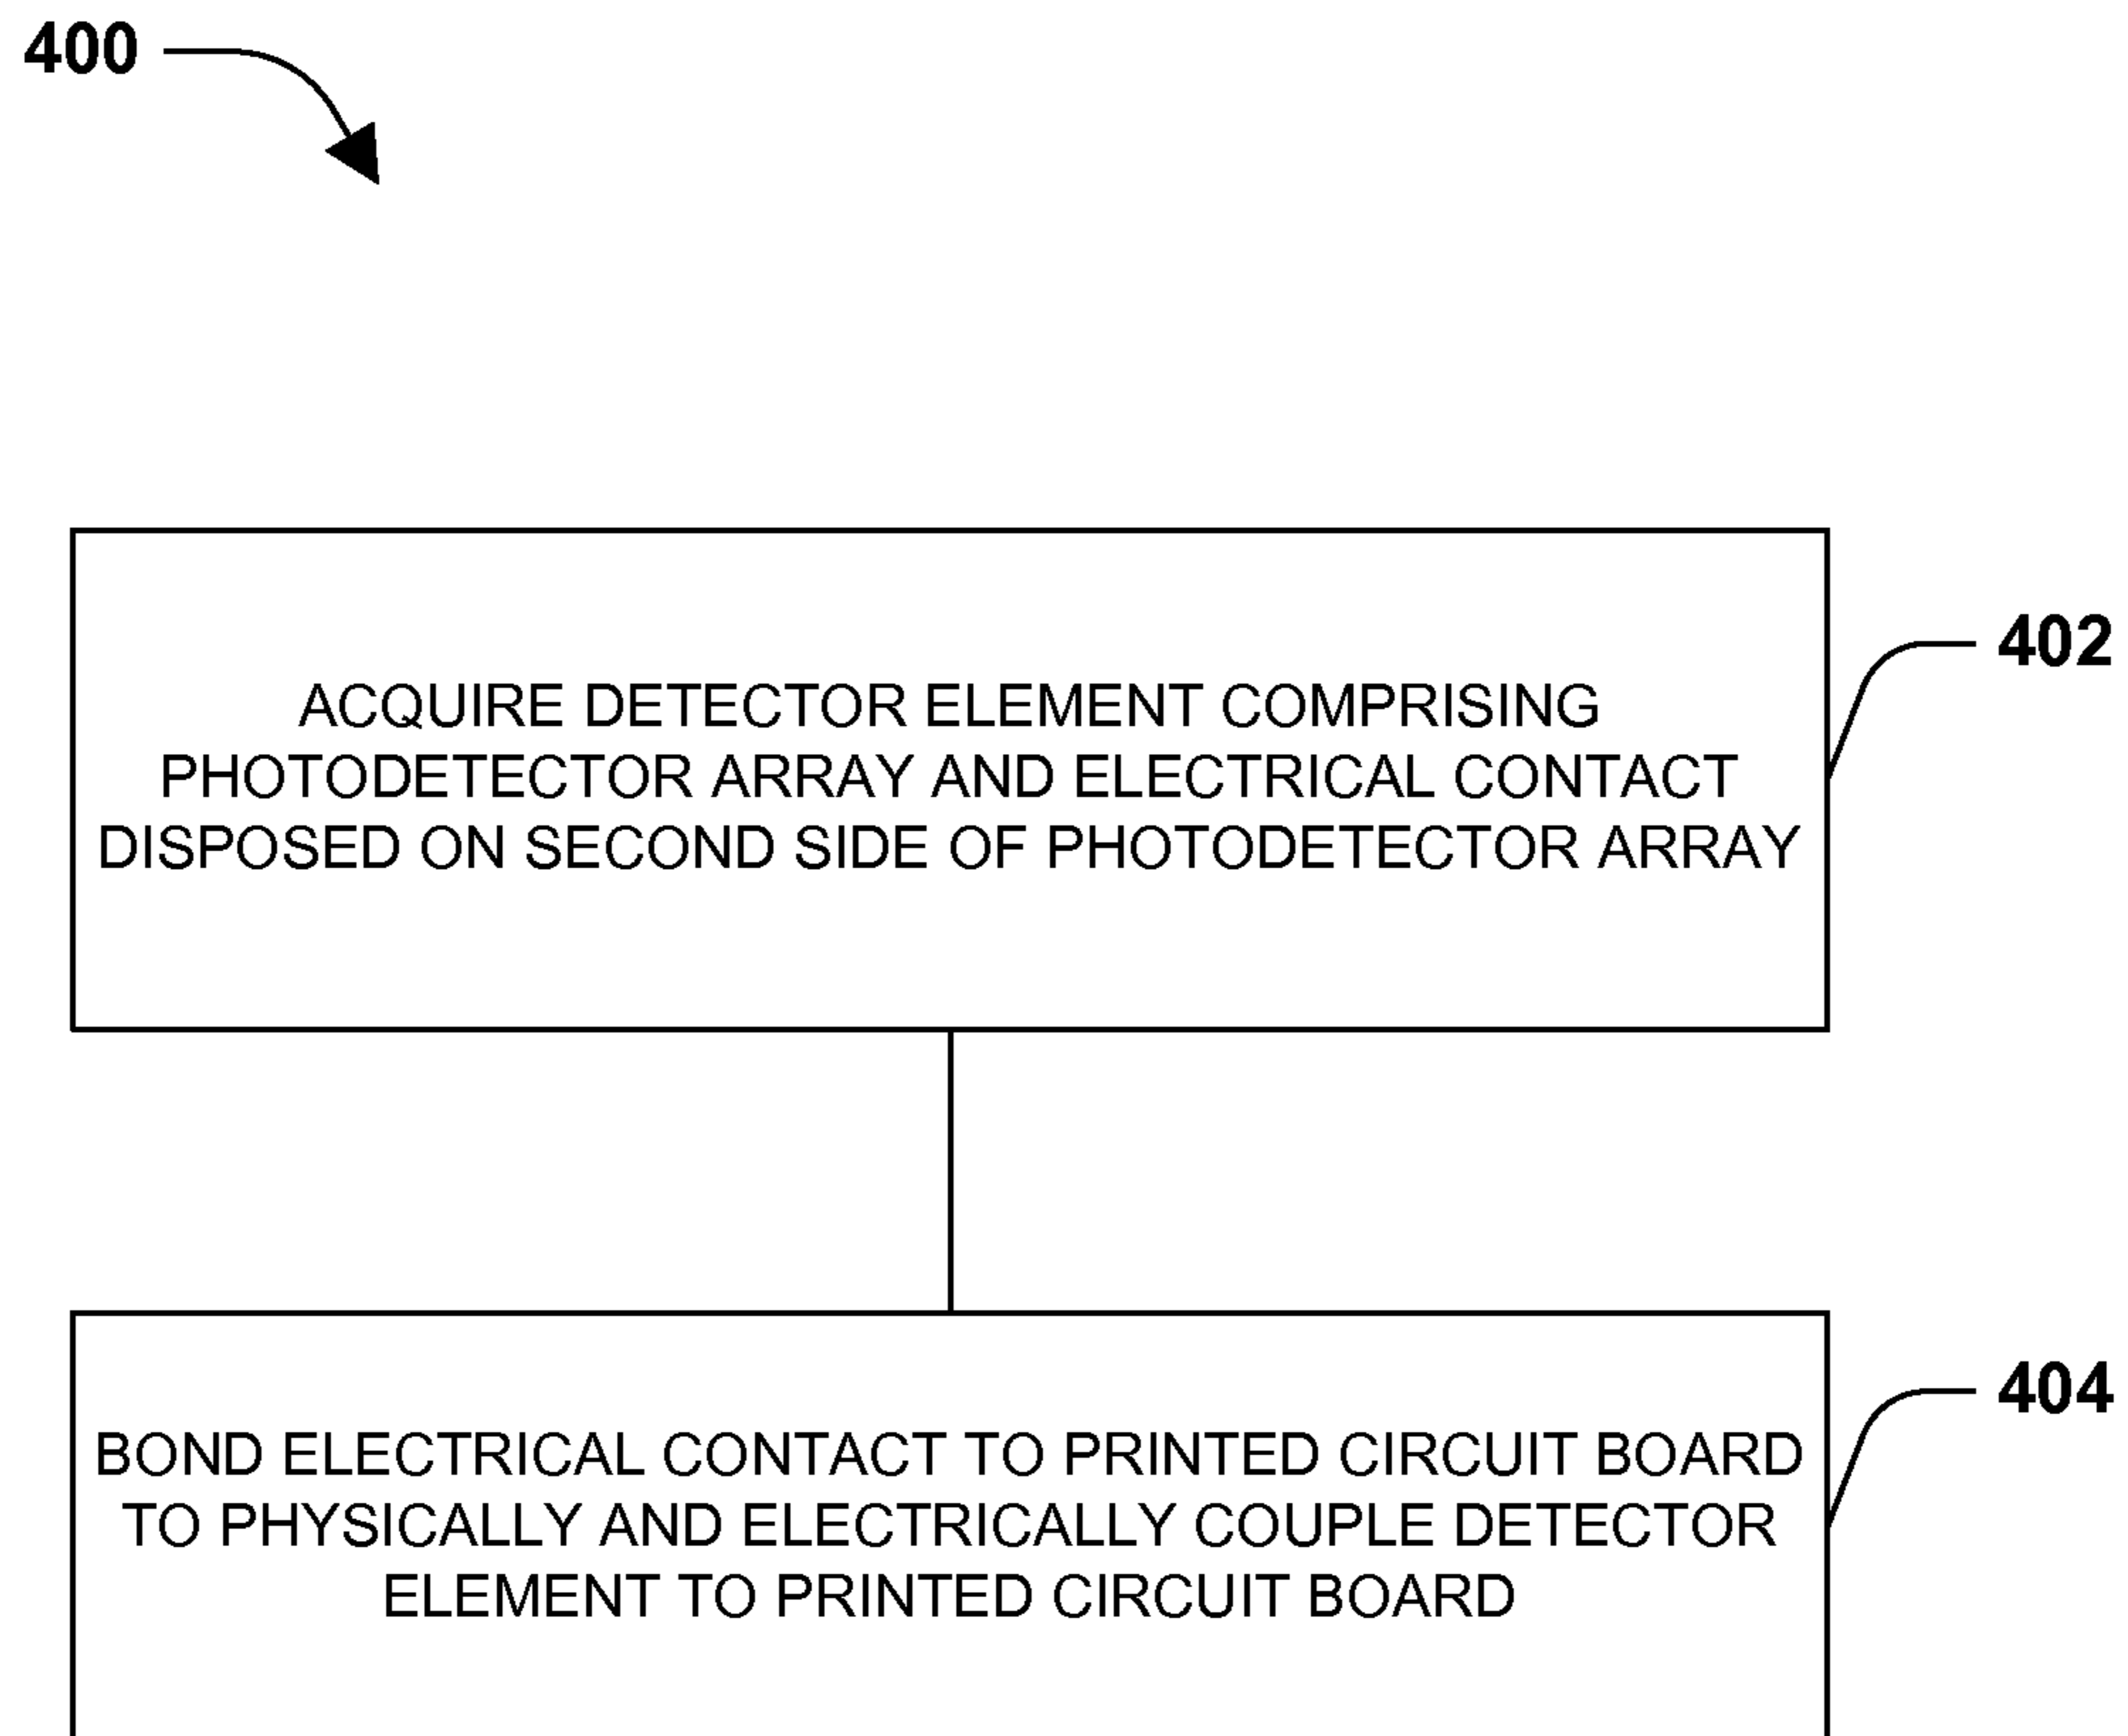 400
402
ACQUIRE DETECTOR ELEMENT COMPRISING
PHOTODETECTOR ARRAY AND ELECTRICAL CONTACT
DISPOSED ON SECOND SIDE OF PHOTODETECTOR ARRAY
404
BOND ELECTRICAL CONTACT TO PRINTED CIRCUIT BOARD
TO PHYSICALLY AND ELECTRICALLY COUPLE DETECTOR
ELEMENT TO PRINTED CIRCUIT BOARD